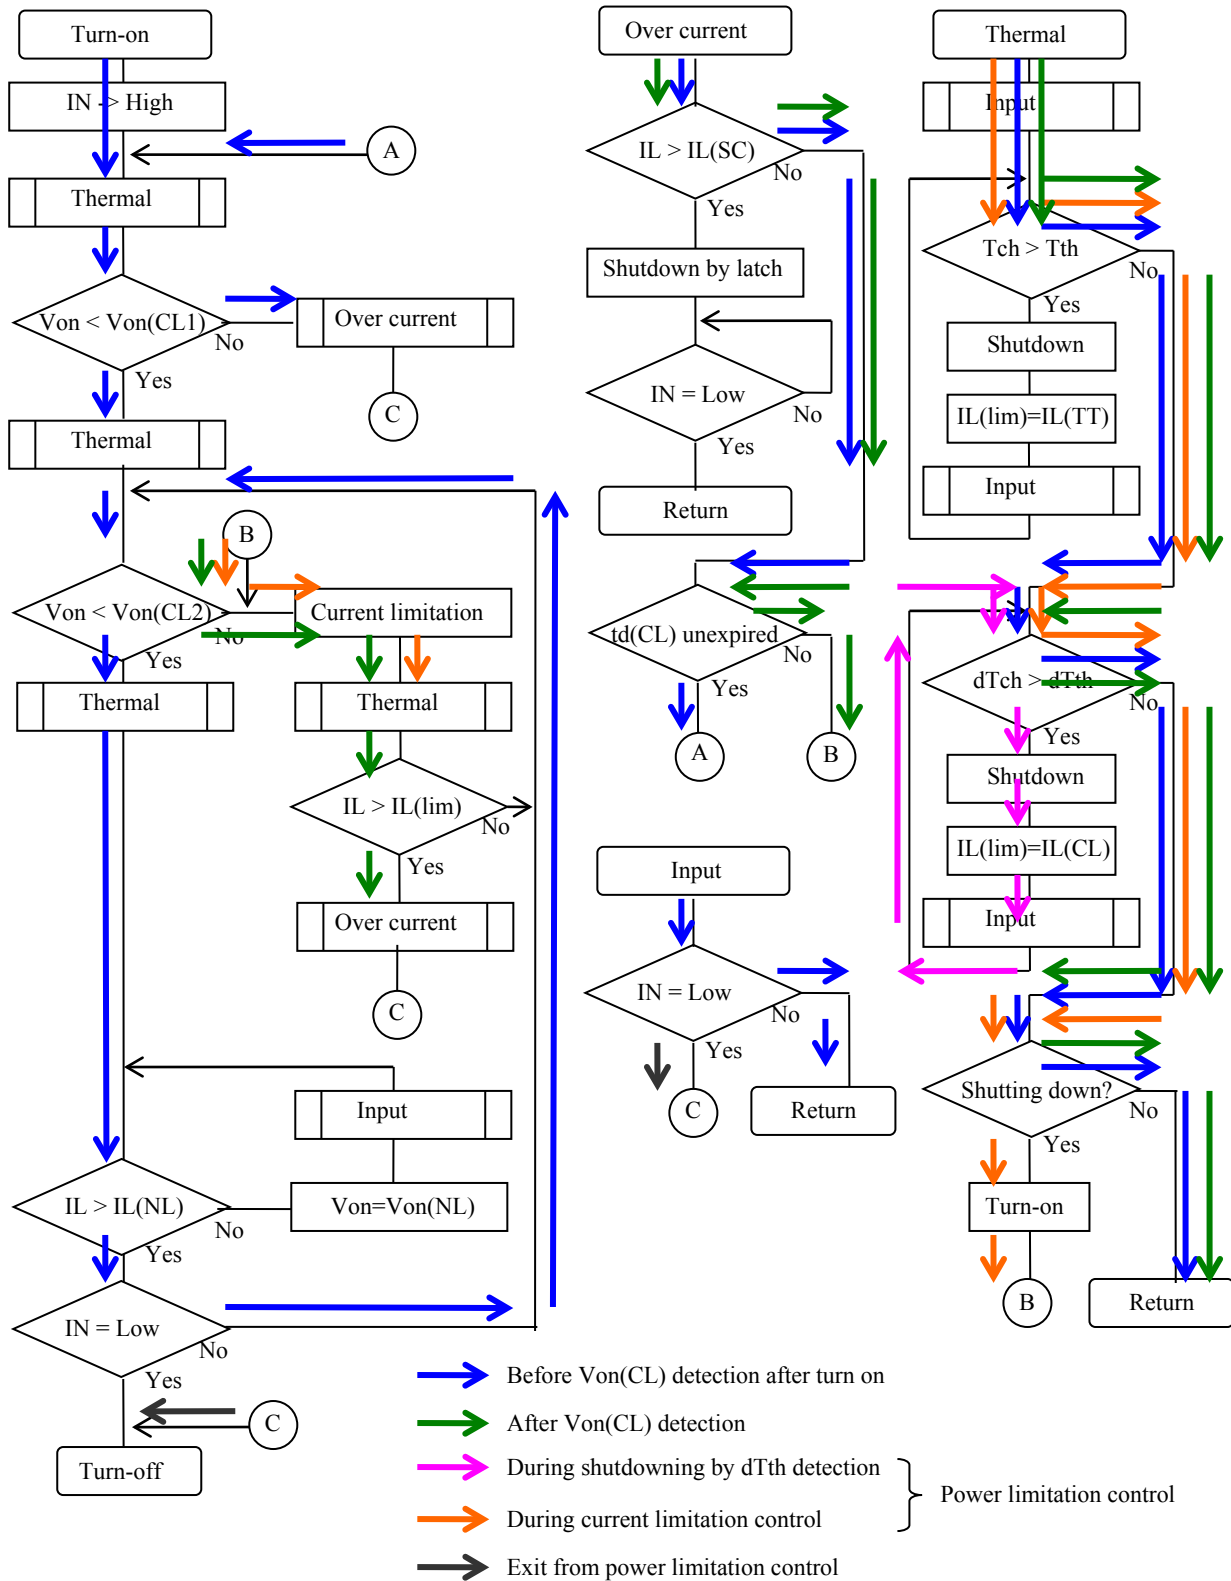 Turn-on
IN -> High
A
Thermal
Von < Von(CL1)
No
Yes
Over current
C
Thermal
B
Von < Von(CL2)
No
Yes
Current limitation
Thermal
Thermal
IL > IL(lim)
No
Yes
Over current
C
Input
Von=Von(NL)
IL > IL(NL)
No
Yes
IN = Low
No
Yes
C
Turn-off
Over current
IL > IL(SC)
No
Yes
Shutdown by latch
IN = Low
No
Yes
Return
td(CL) unexpired
No
Yes
A
B
Input
IN = Low
No
Yes
C
Return
Thermal
Input
Tch > Tth
No
Yes
Shutdown
IL(lim)=IL(TT)
Input
dTch > dTth
No
Yes
Shutdown
IL(lim)=IL(CL)
Input
Shutting down?
No
Yes
Turn-on
B
Return
Before Von(CL) detection after turn on
After Von(CL) detection
During shutdowning by dTth detection
During current limitation control
Power limitation control
Exit from power limitation control